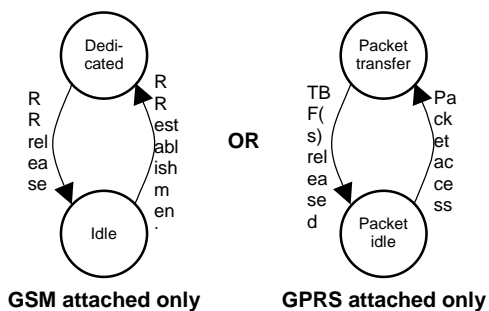 Dedi-
cated
R
R
rel
ea
se
R
R
est
abl
ish
m
en
Idle
GSM attached only
OR
Packet
transfer
TB
F(
s)
rel
ea
se
d
Pa
ck
et
ac
ce
ss
Packet
idle
GPRS attached only